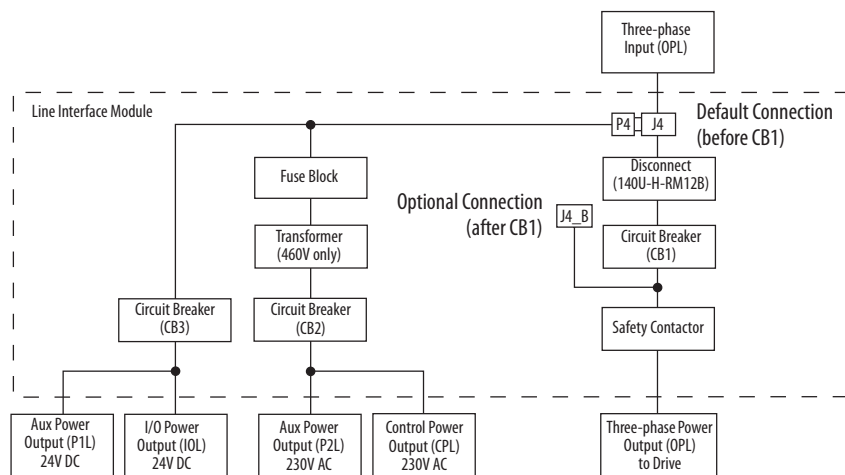 Three-phase
Input (OPL)
Line Interface Module
P4
J4
Default Connection
(before CB1)
Fuse Block
Disconnect
(140U-H-RM12B)
Optional Connection
(after CB1)
J4_B
Transformer
(460V only)
Circuit Breaker
(CB1)
Circuit Breaker
(CB3)
Circuit Breaker
(CB2)
Safety Contactor
Aux Power
Output (P1L)
24V DC
I/O Power
Output (IOL)
24V DC
Aux Power
Output (P2L)
230V AC
Control Power
Output (CPL)
230V AC
Three-phase Power
Output (OPL)
to Drive